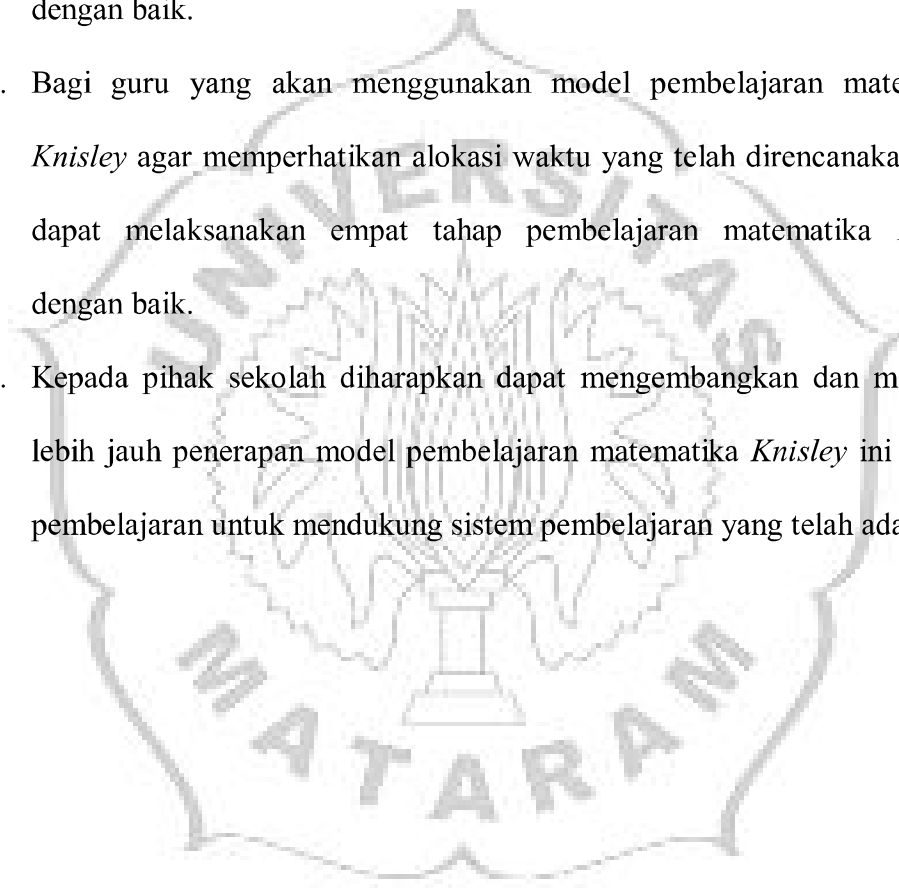 dengan baik.
. Bagi guru yang akan menggunakan model pembelajaran
Knisley agar memperhatikan alokasi waktu yang telah
dapat melaksanakan empat tahap pembelajaran matematika
dengan baik.
. Kepada pihak sekolah diharapkan dapat mengembangkan dan
lebih jauh penerapan model pembelajaran matematika Knisley ini
pembelajaran untuk mendukung sistem pembelajaran yang telah
UNIVERSITAS
MATARAM